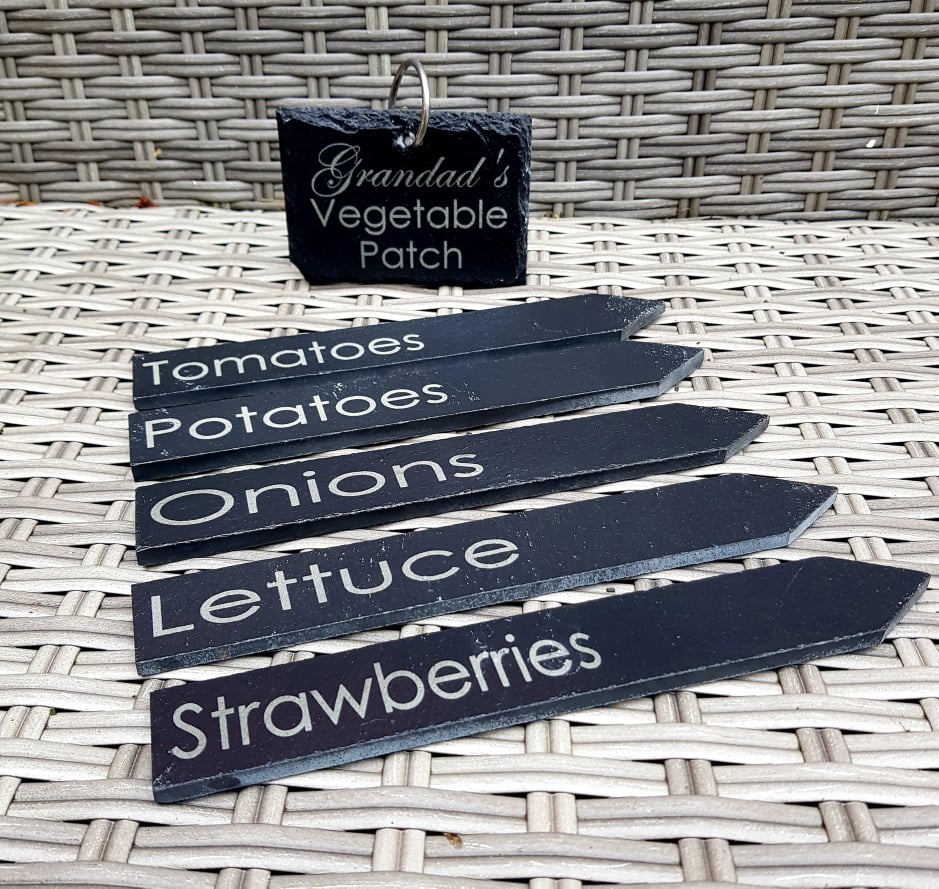 Grandad's
Vegetable
Patch
Tomatoes
Potatoes
Onions
Lettuce
Strawberries